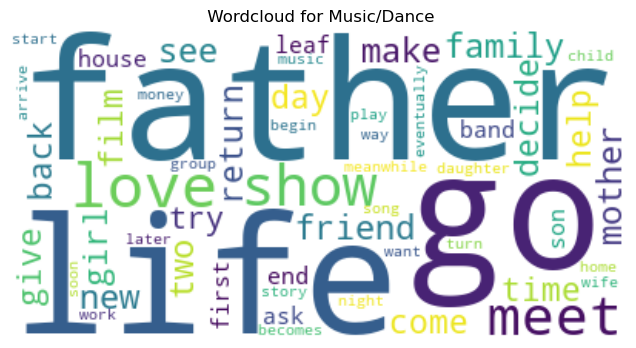 Wordcloud for Music/Dance
start
house
see
leaf
music
make
family
child
father
arrive
film
money
day
begin
play
way
eventually
band
decide
help
back
return
group
meanwhile
daughter
mother
love
show
go
life
give
girl
later
try
two
friend
song
want
turn
son
home
wife
soon
new
work
first
end
story
ask
becomes
night
come
time
meet